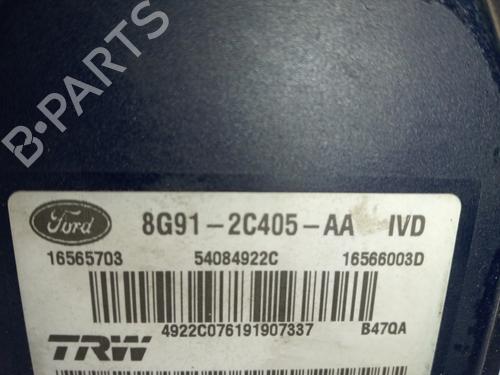 B-PARTS
Ford 8G91-2C405-AA IVD
16565703 54084922C 16566003D
4922C076191907337 B47QA
TRW